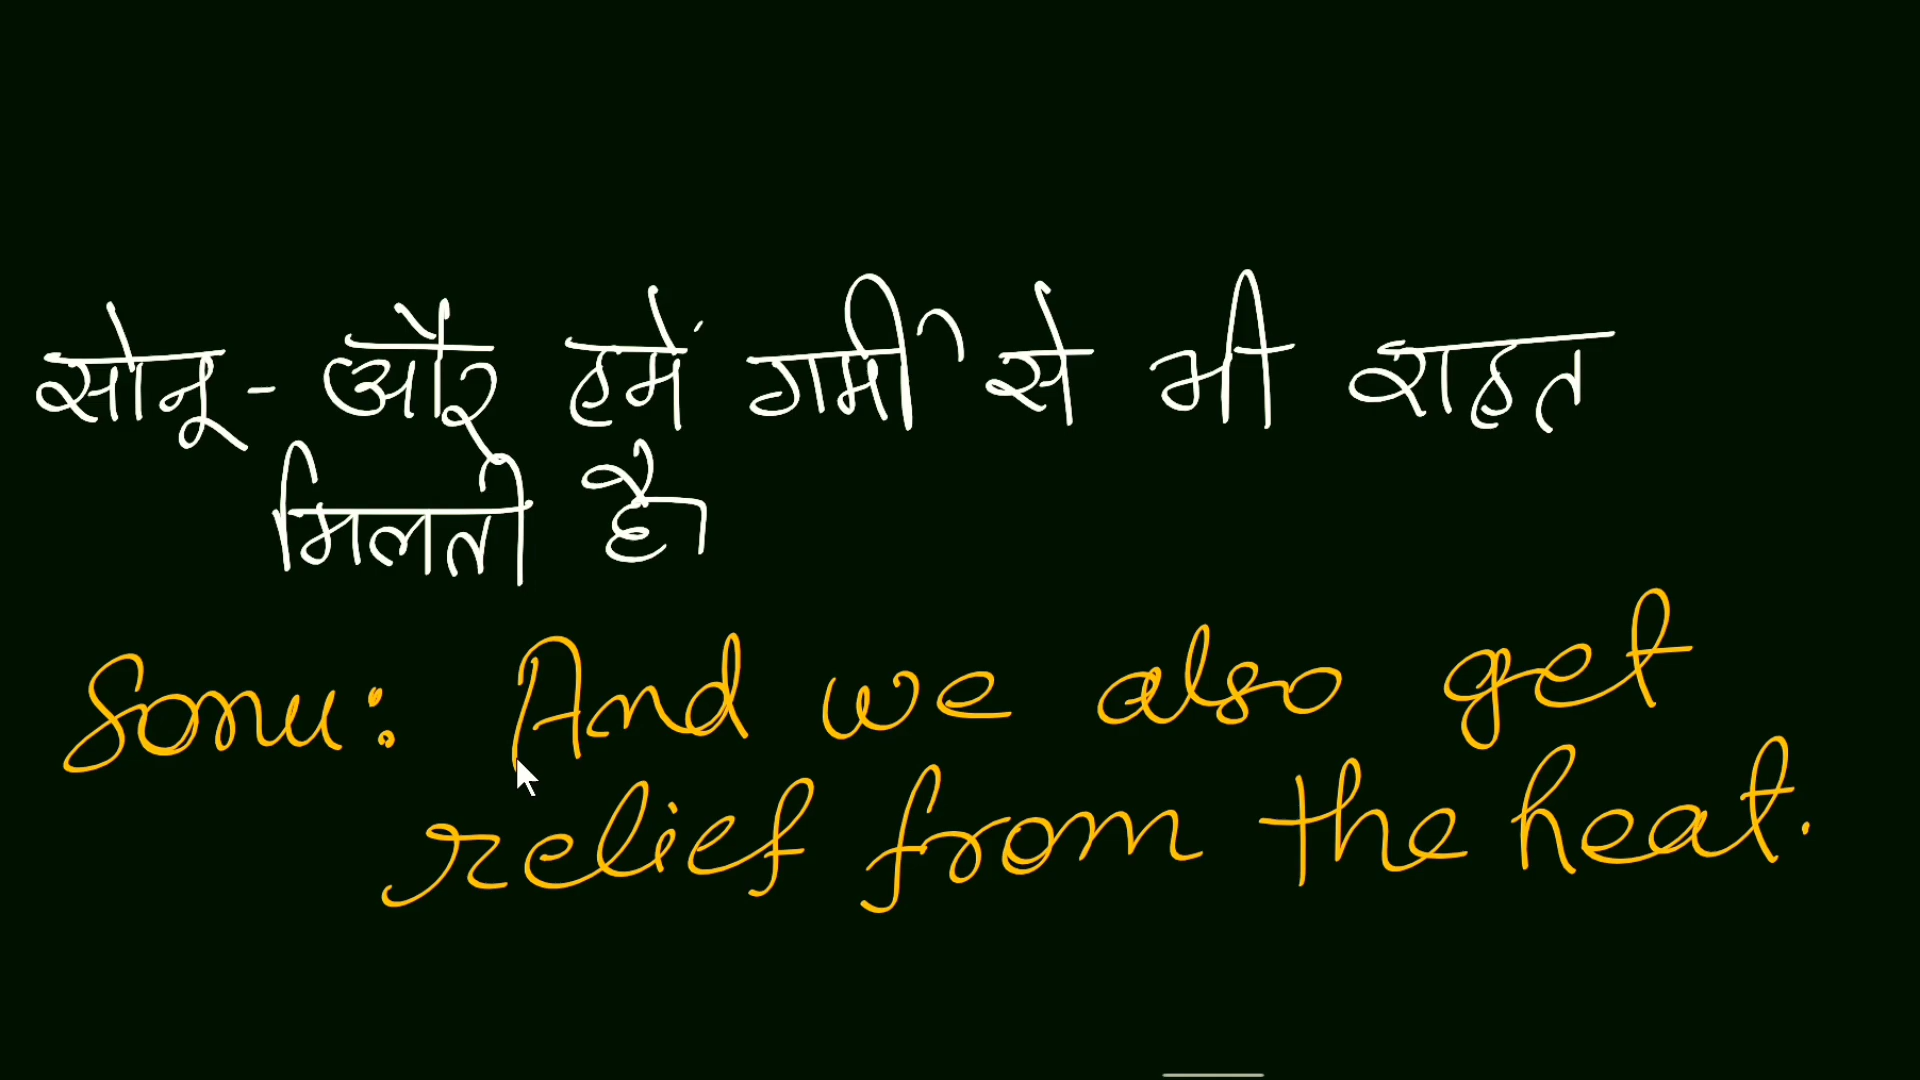 सोनू - और हमें गर्मी से भी राहत
मिलती है।
Sonu: And we also get
relief from the heat.